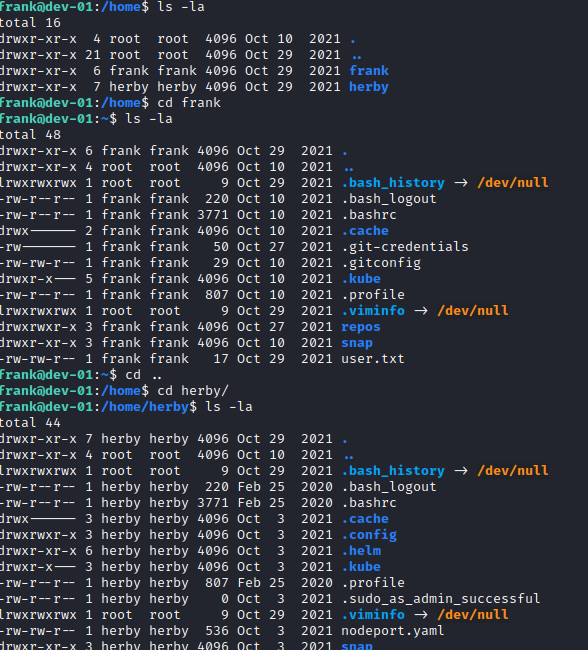 frank@dev-01:/home$ ls -la
total 16
drwxr-xr-x  4 root  root  4096 Oct 10  2021 .
drwxr-xr-x 21 root  root  4096 Oct 29  2021 ..
drwxr-xr-x  6 frank frank 4096 Oct 29  2021 frank
drwxr-xr-x  7 herby herby 4096 Oct 29  2021 herby
frank@dev-01:/home$ cd frank
frank@dev-01:~$ ls -la
total 48
drwxr-xr-x 6 frank frank 4096 Oct 29  2021 .
drwxr-xr-x 4 root  root  4096 Oct 10  2021 ..
lrwxrwxrwx 1 root  root     9 Oct 29  2021 .bash_history -> /dev/null
-rw-r--r-- 1 frank frank  220 Oct 10  2021 .bash_logout
-rw-r--r-- 1 frank frank 3771 Oct 10  2021 .bashrc
drwx------ 2 frank frank 4096 Oct 10  2021 .cache
-rw------- 1 frank frank   50 Oct 27  2021 .git-credentials
-rw-rw-r-- 1 frank frank   29 Oct 10  2021 .gitconfig
drwxr-x--- 5 frank frank 4096 Oct 10  2021 .kube
-rw-r--r-- 1 frank frank  807 Oct 10  2021 .profile
lrwxrwxrwx 1 root  root     9 Oct 29  2021 .viminfo -> /dev/null
drwxrwxr-x 3 frank frank 4096 Oct 27  2021 repos
drwxr-xr-x 3 frank frank 4096 Oct 10  2021 snap
-rw-rw-r-- 1 frank frank   17 Oct 29  2021 user.txt
frank@dev-01:~$ cd ..
frank@dev-01:/home$ cd herby/
frank@dev-01:/home/herby$ ls -la
total 44
drwxr-xr-x 7 herby herby 4096 Oct 29  2021 .
drwxr-xr-x 4 root  root  4096 Oct 10  2021 ..
lrwxrwxrwx 1 root  root     9 Oct 29  2021 .bash_history -> /dev/null
-rw-r--r-- 1 herby herby  220 Feb 25  2020 .bash_logout
-rw-r--r-- 1 herby herby 3771 Feb 25  2020 .bashrc
drwx------ 3 herby herby 4096 Oct  3  2021 .cache
drwxrwxr-x 3 herby herby 4096 Oct  3  2021 .config
drwxr-xr-x 6 herby herby 4096 Oct  3  2021 .helm
drwxr-x--- 3 herby herby 4096 Oct  3  2021 .kube
-rw-r--r-- 1 herby herby  807 Feb 25  2020 .profile
-rw-r--r-- 1 herby herby    0 Oct  3  2021 .sudo_as_admin_successful
lrwxrwxrwx 1 root  root     9 Oct 29  2021 .viminfo -> /dev/null
-rw-rw-r-- 1 herby herby  536 Oct  3  2021 nodeport.yaml
drwxr-xr-x 3 herby herby 4096 Oct  3  2021 snap